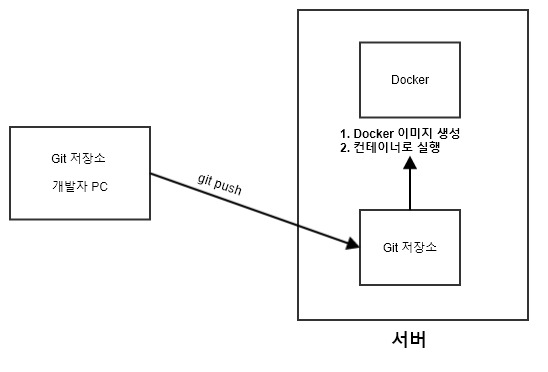 Docker
1. Docker 이미지 생성
2. 컨테이너로 실행
Git 저장소
개발자 PC
git push
Git 저장소
서버